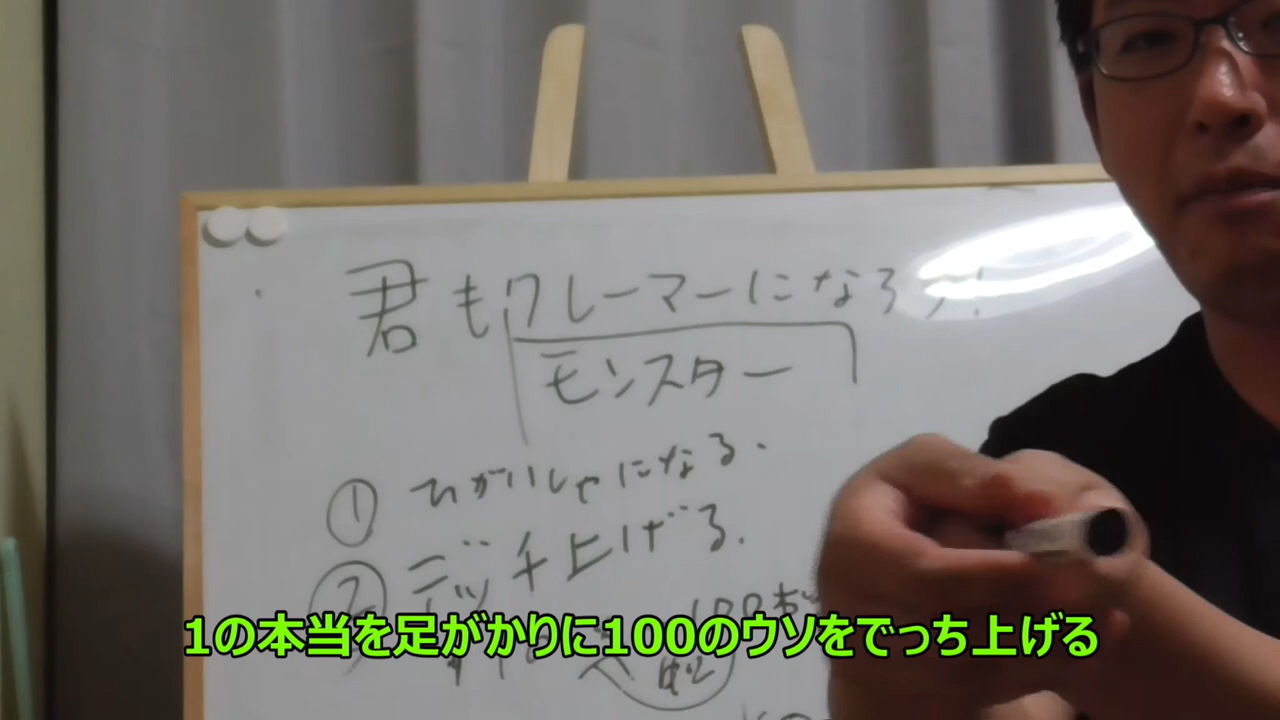 君もクレーマーになろう!
モンスター
① ひがいしゃになる.
② デッチ上げる.
1の本当を足がかりに100のウソをでっち上げる